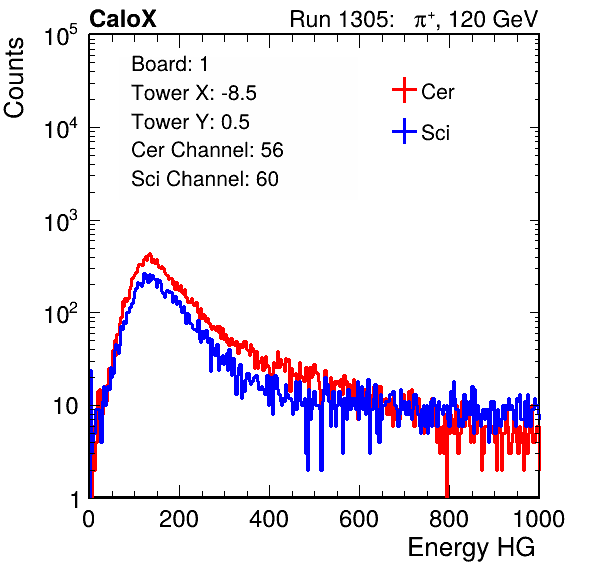 CaloX Run 1305: π⁺, 120 GeV
Counts
Board: 1
Tower X: -8.5
Tower Y: 0.5
Cer Channel: 56
Sci Channel: 60
Cer
Sci
10⁵
10⁴
10³
10²
10
1
0 200 400 600 800 1000
Energy HG